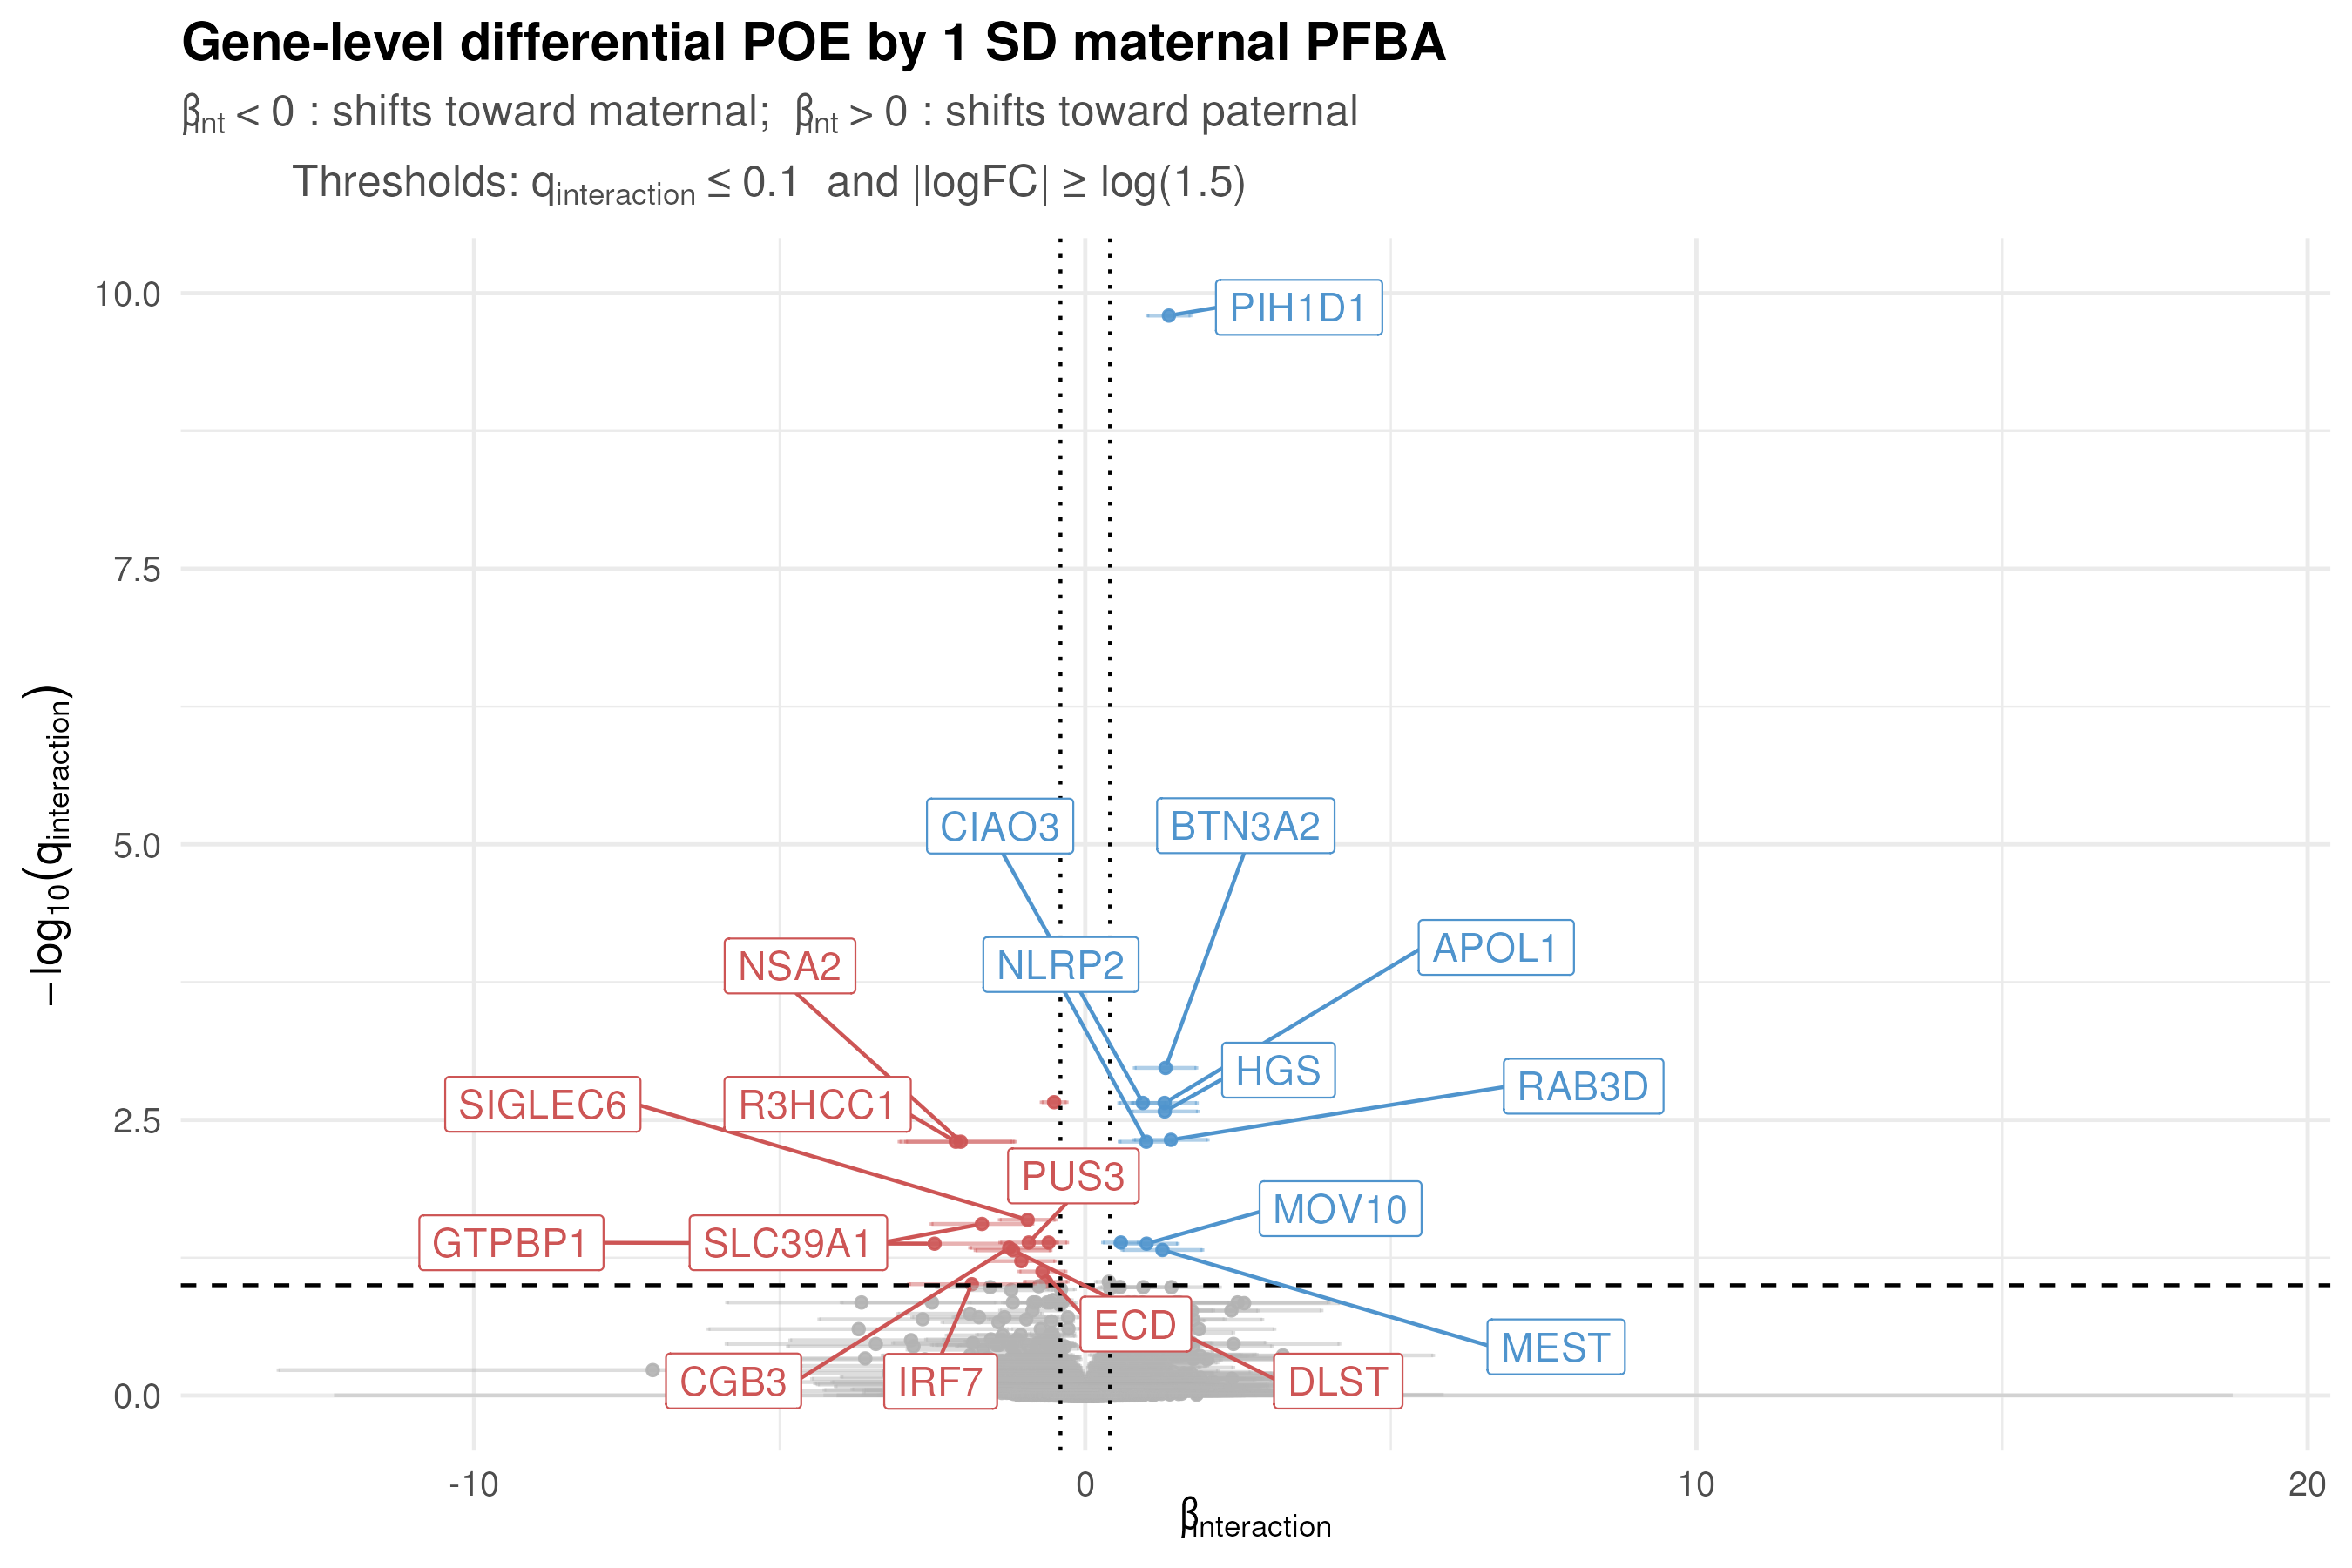 Gene-level differential POE by 1 SD maternal PFBA
βint < 0 : shifts toward maternal; βint > 0 : shifts toward paternal
Thresholds: qinteraction ≤ 0.1 and |logFC| ≥ log(1.5)
10.0
7.5
5.0
2.5
0.0
−log10(qinteraction)
PIH1D1
CIAO3
BTN3A2
NSA2
NLRP2
APOL1
SIGLEC6
R3HCC1
HGS
RAB3D
PUS3
MOV10
GTPBP1
SLC39A1
ECD
MEST
CGB3
IRF7
DLST
-10
0
10
20
βinteraction